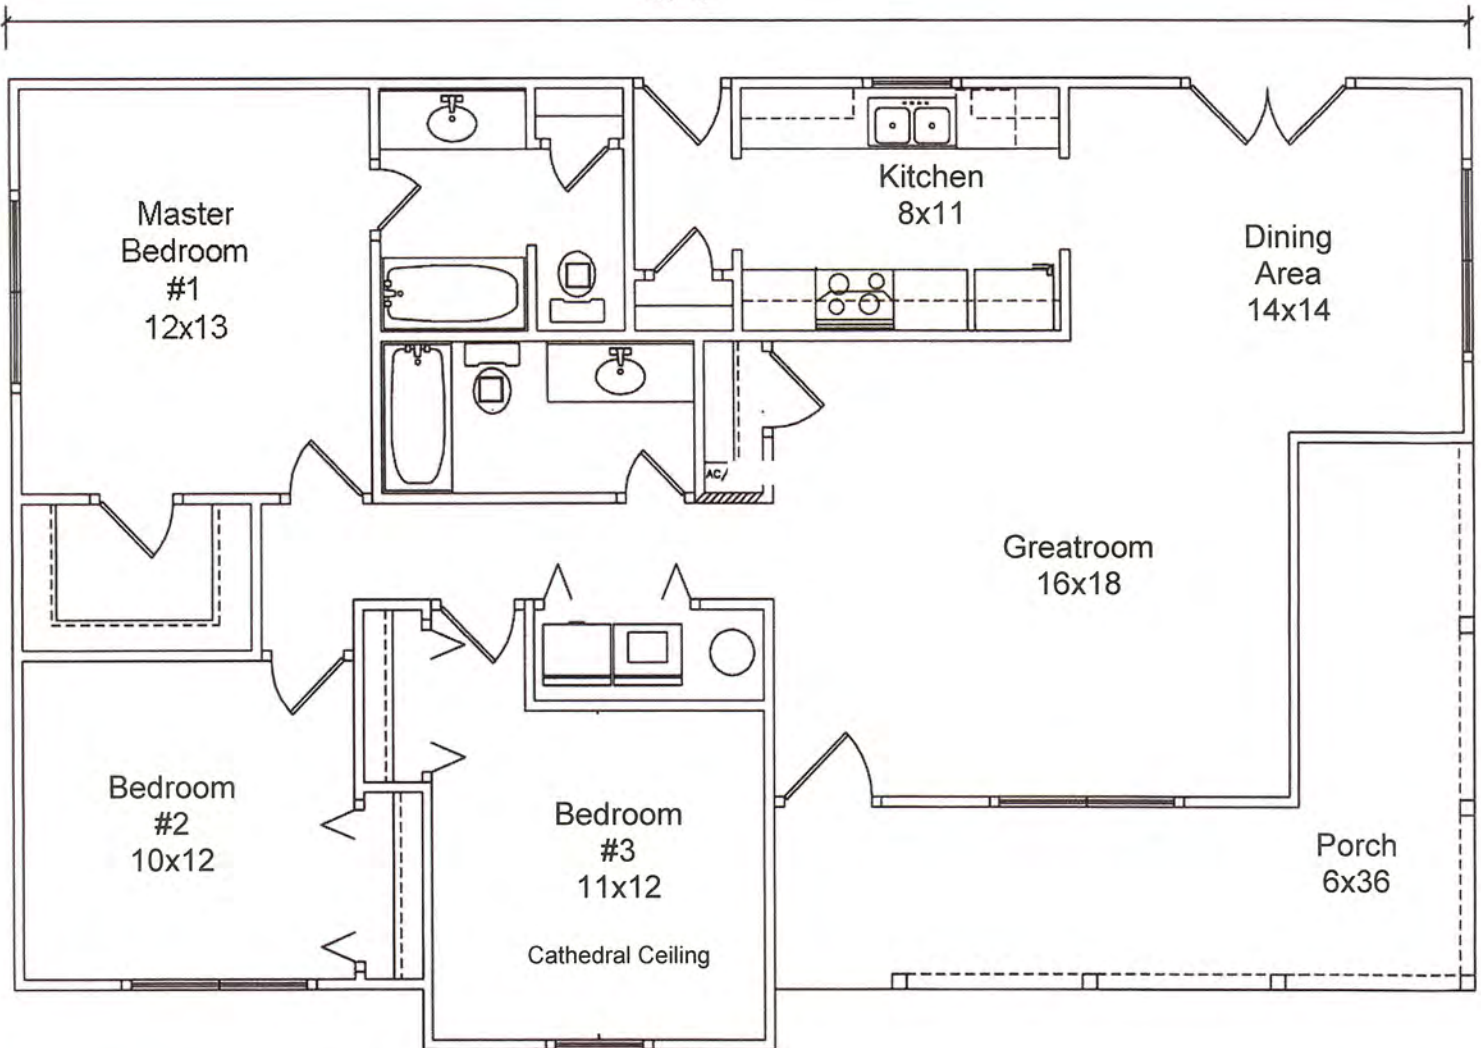 Master
Bedroom
#1
12x13
Kitchen
8x11
Dining
Area
14x14
AC/
Greatroom
16x18
Bedroom
#2
10x12
Bedroom
#3
11x12
Cathedral Ceiling
Porch
6x36